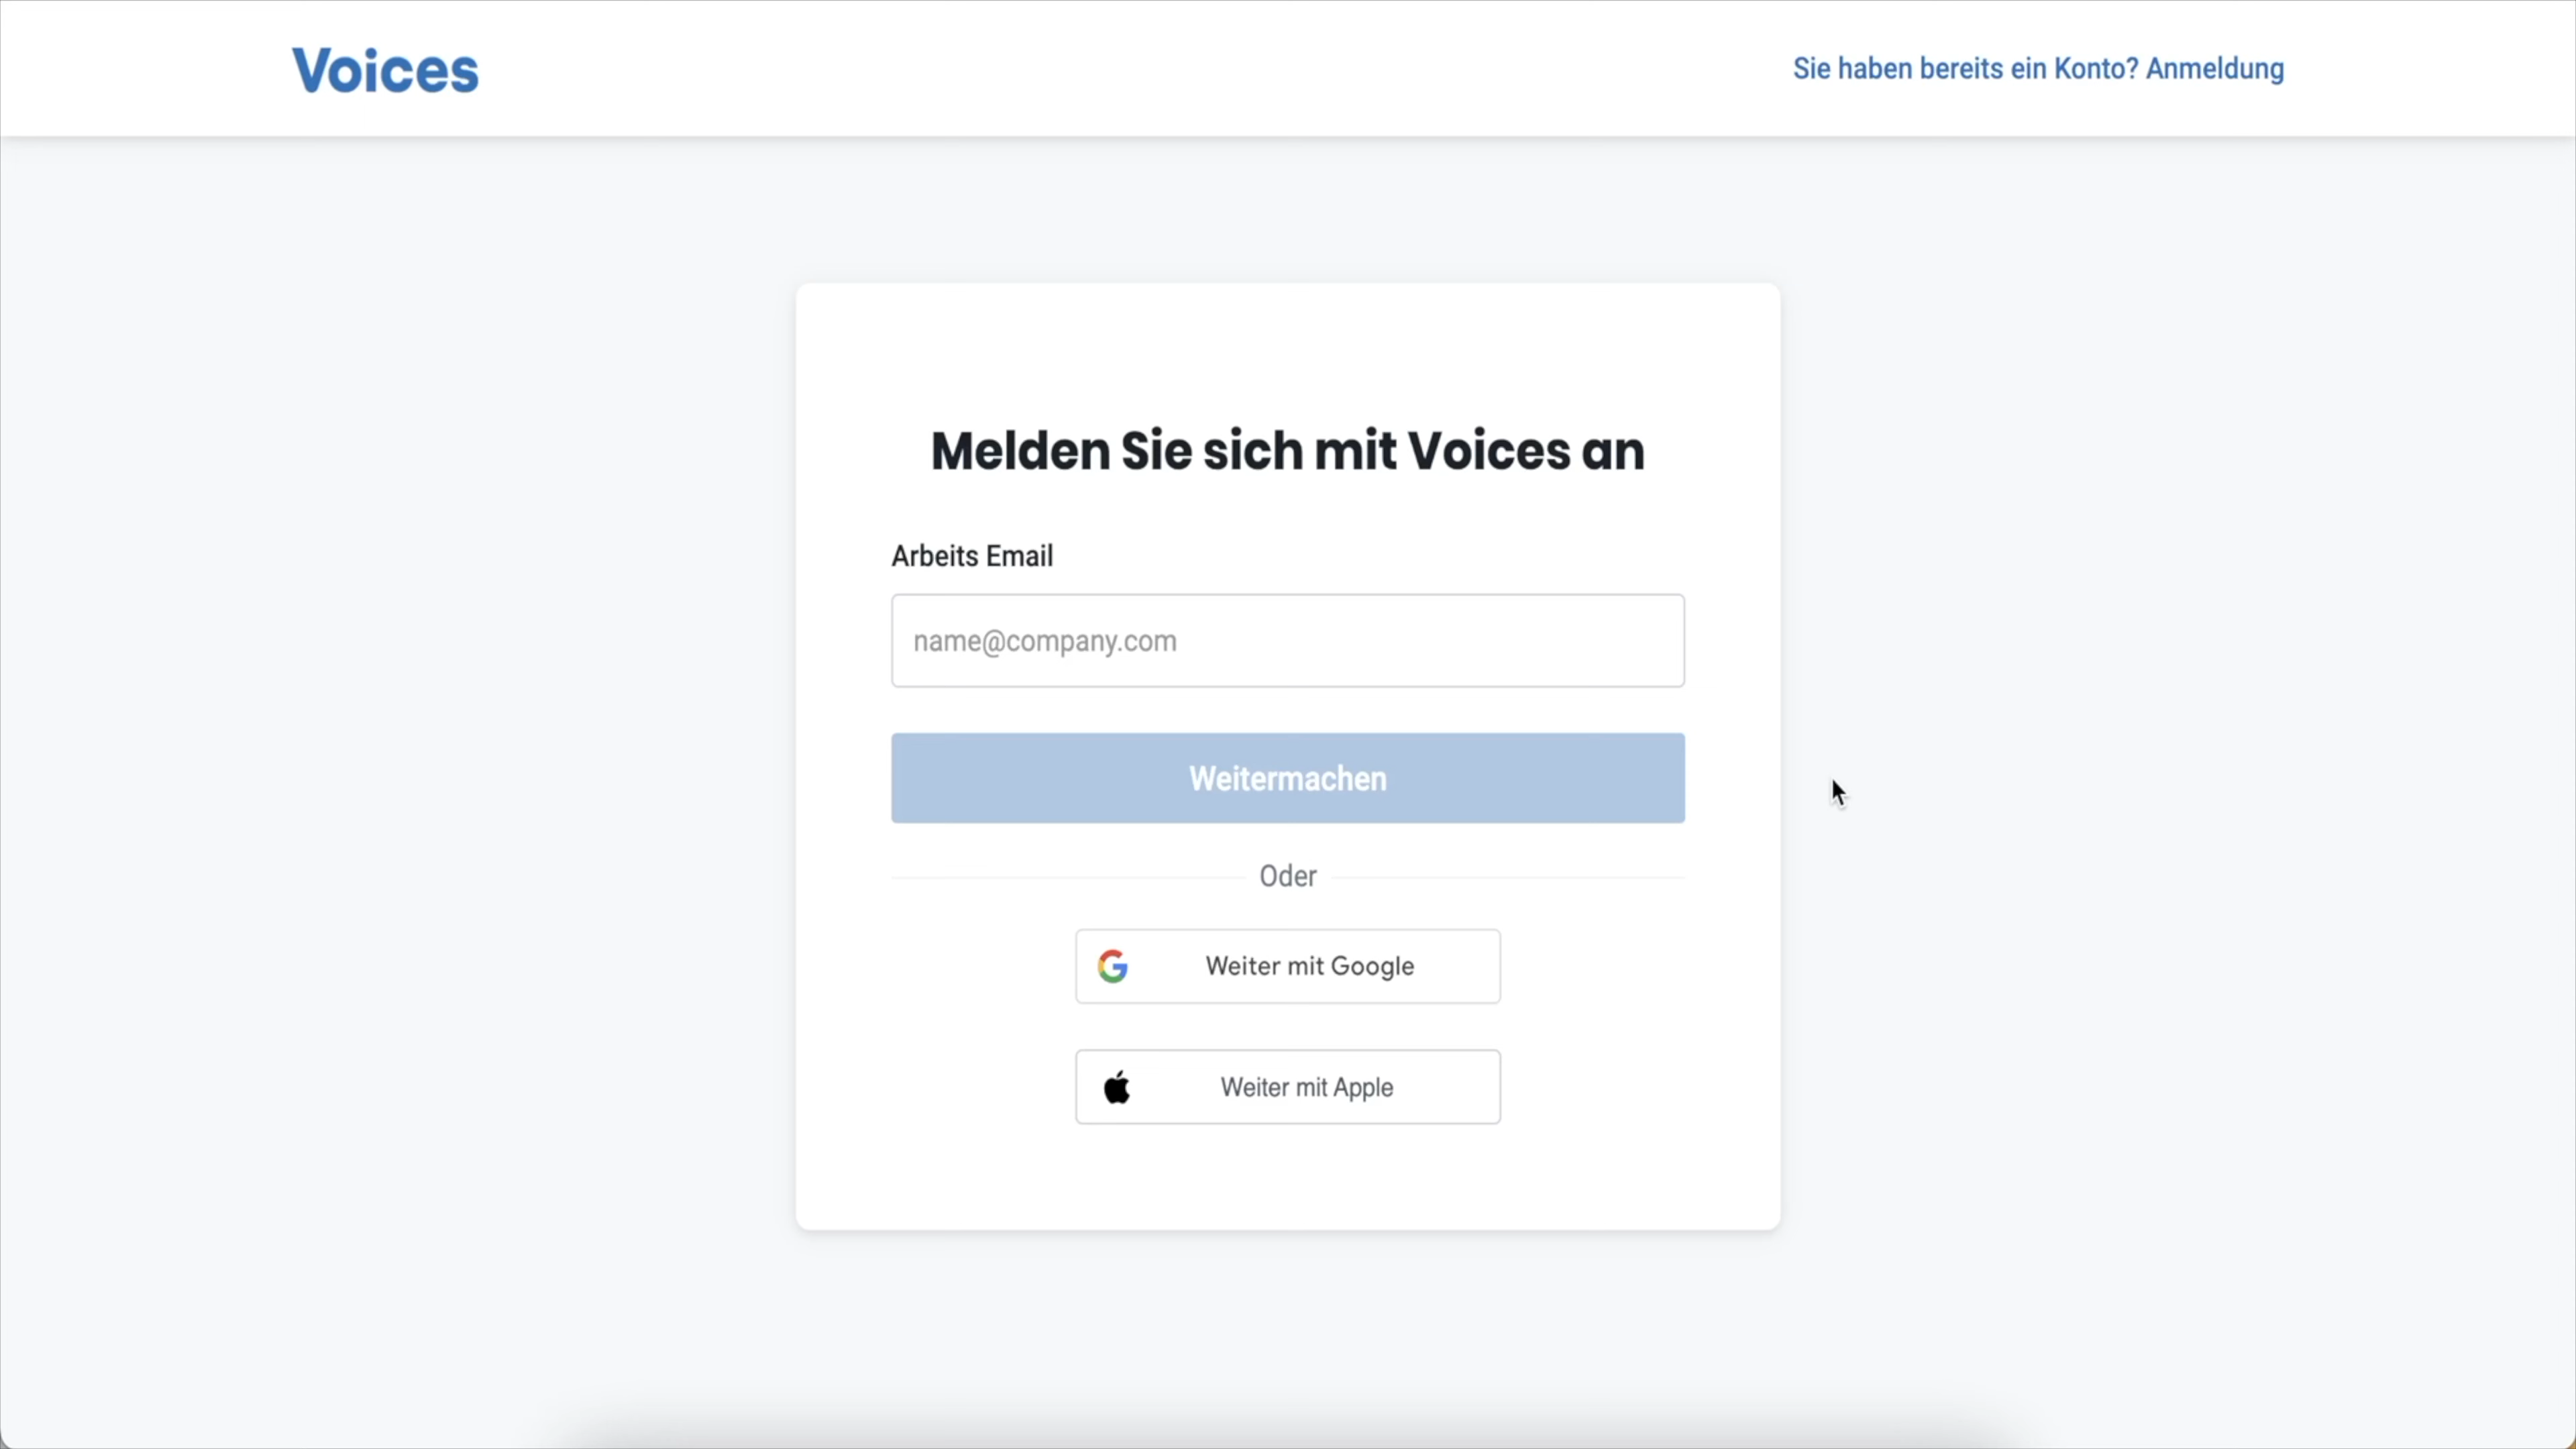 Voices
Sie haben bereits ein Konto? Anmeldung
Melden Sie sich mit Voices an
Arbeits Email
name@company.com
Weitermachen
Oder
Weiter mit Google
Weiter mit Apple